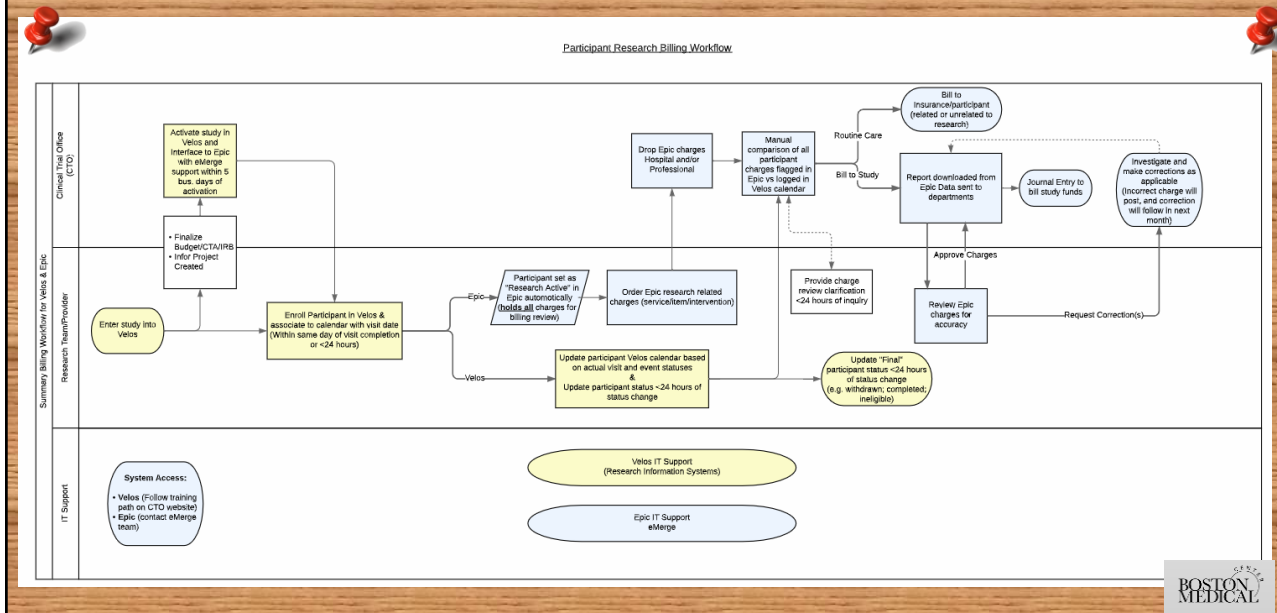 Participant Research Billing Workflow
Summary Billing Workflow for Velos & Epic
Clinical Trial Office
(CTO)
Activate study in
Velos and
Interface to Epic
with eMerge
support within 5
bus. days of
activation
• Finalize
Budget/CTA/IRB
• Infor Project
Created
Drop Epic charges
Hospital and/or
Professional
Manual
comparison of all
participant
charges flagged in
Epic vs logged in
Velos calendar
Routine Care
Bill to Study
Bill to
Insurance/participant
(related or unrelated to
research)
Report downloaded from
Epic Data sent to
departments
Journal Entry to
bill study funds
Investigate and
make corrections as
applicable
(Incorrect charge will
post, and correction
will follow in next
month)
Research Team/Provider
Enter study into
Velos
Enroll Participant in Velos &
associate to calendar with visit date
(Within same day of visit completion
or <24 hours)
Epic
Participant set as
"Research Active" in
Epic automatically
(holds all charges for
billing review)
Order Epic research related
charges (service/item/intervention)
Provide charge
review clarification
<24 hours of inquiry
Approve Charges
Review Epic
charges for
accuracy
Request Correction(s)
Velos
Update participant Velos calendar based
on actual visit and event statuses
&
Update participant status <24 hours of
status change
Update "Final"
participant status <24 hours
of status change
(e.g. withdrawn; completed;
ineligible)
IT Support
System Access:
• Velos (Follow training
path on CTO website)
• Epic (contact eMerge
team)
Velos IT Support
(Research Information Systems)
Epic IT Support
eMerge
BOSTON
MEDICAL
CENTER